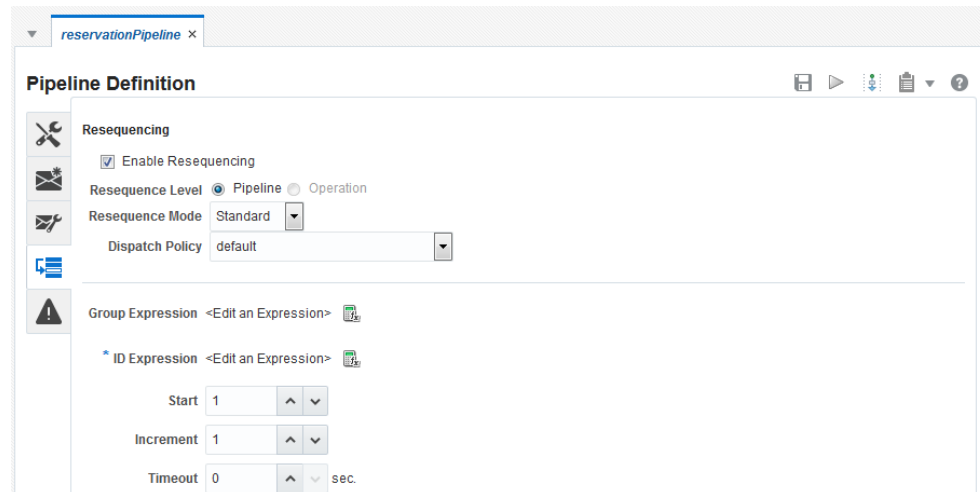 reservationPipeline ×
Pipeline Definition
Resequencing
Enable Resequencing
Resequence Level Pipeline Operation
Resequence Mode Standard
Dispatch Policy default
Group Expression <Edit an Expression>
* ID Expression <Edit an Expression>
Start 1
Increment 1
Timeout 0 sec.